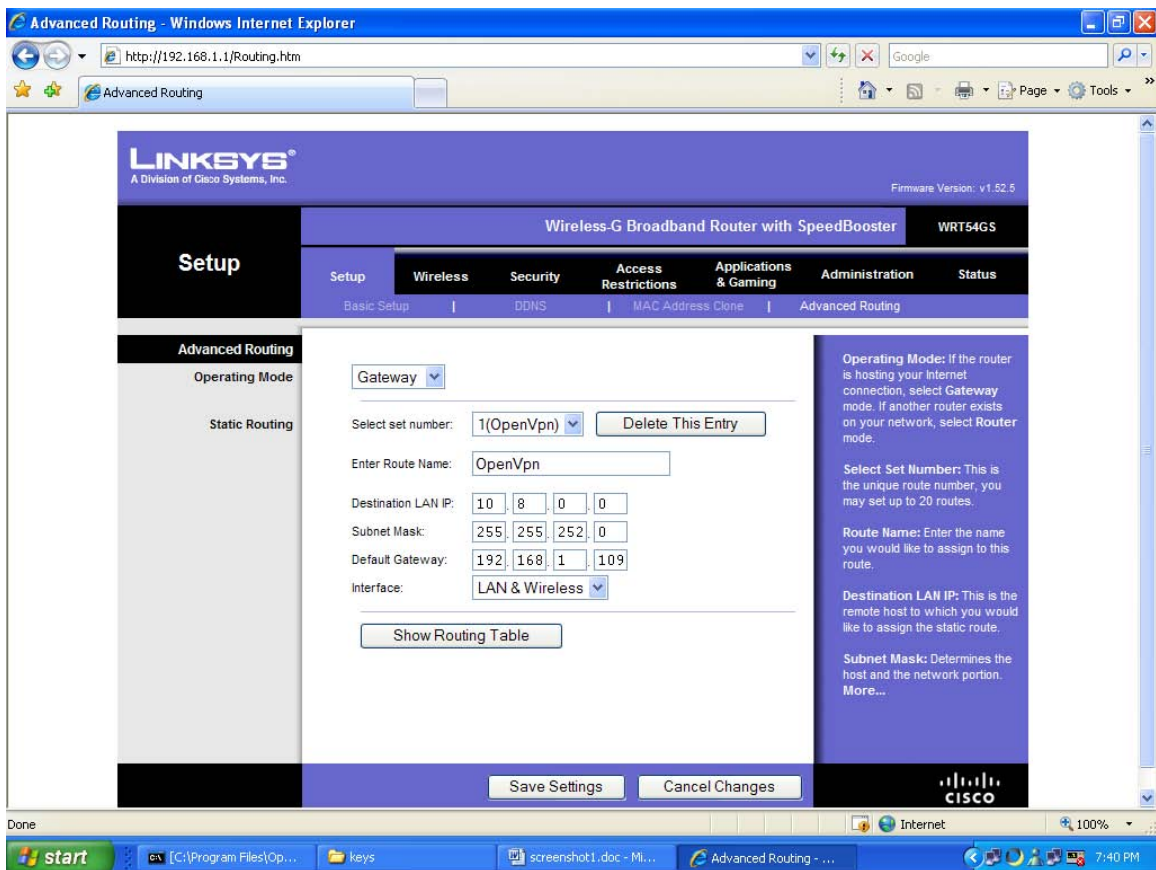 Advanced Routing - Windows Internet Explorer
http://192.168.1.1/Routing.htm
Google
Advanced Routing
Page
Tools
LINKSYS®
A Division of Cisco Systems, Inc.
Firmware Version: v1.52.5
Wireless-G Broadband Router with SpeedBooster
WRT54GS
Setup
Setup
Wireless
Security
Access Restrictions
Applications & Gaming
Administration
Status
Basic Setup | DDNS | MAC Address Clone | Advanced Routing
Advanced Routing
Operating Mode
Gateway
Static Routing
Select set number: 1(OpenVpn) Delete This Entry
Enter Route Name: OpenVpn
Destination LAN IP: 10 . 8 . 0 . 0
Subnet Mask: 255 . 255 . 252 . 0
Default Gateway: 192 . 168 . 1 . 109
Interface: LAN & Wireless
Show Routing Table
Operating Mode: If the router
is hosting your Internet
connection, select Gateway
mode. If another router exists
on your network, select Router
mode.
Select Set Number: This is
the unique route number, you
may set up to 20 routes.
Route Name: Enter the name
you would like to assign to this
route.
Destination LAN IP: This is the
remote host to which you would
like to assign the static route.
Subnet Mask: Determines the
host and the network portion.
More...
Save Settings
Cancel Changes
CISCO
Done
Internet
100%
start
[C:\Program Files\Op...
keys
screenshot1.doc - Mi...
Advanced Routing - ...
7:40 PM